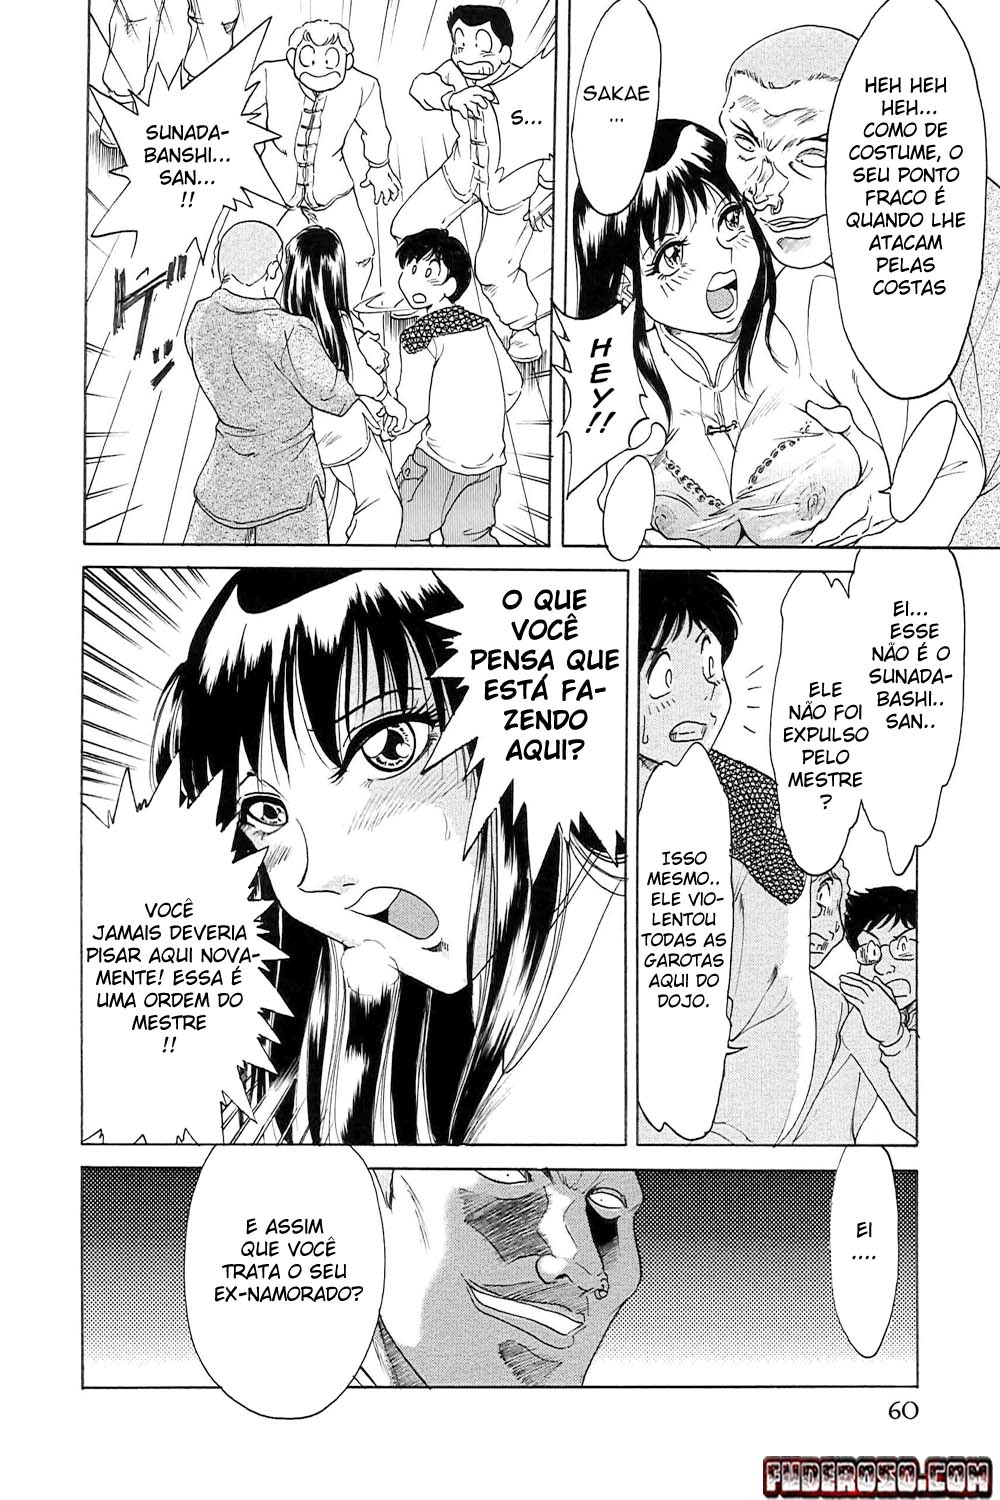 HEH HEH
HEH...
COMO DE
COSTUME, O
SEU PONTO
FRACO É
QUANDO LHE
ATACAM
PELAS
COSTAS
SAKAE
...
HEY!!
S...
SUNADA-
BANSHI...
SAN...
!!
EI...
ESSE
NÃO É O
SUNADA-
BASHI..
SAN..
ELE
NÃO FOI
EXPULSO
PELO
MESTRE
?
ISSO
MESMO..
ELE VIO-
LENTOU
TODAS AS
GAROTAS
AQUI DO
DOJO.
O QUE
VOCÊ
PENSA QUE
ESTÁ FA-
ZENDO
AQUI?
VOCÊ
JAMAIS DEVERIA
PISAR AQUI NOVA-
MENTE! ESSA É
UMA ORDEM DO
MESTRE
!!
EI
....
E ASSIM
QUE VOCÊ
TRATA O SEU
EX-NAMORADO?
60
FUDEROSO.COM